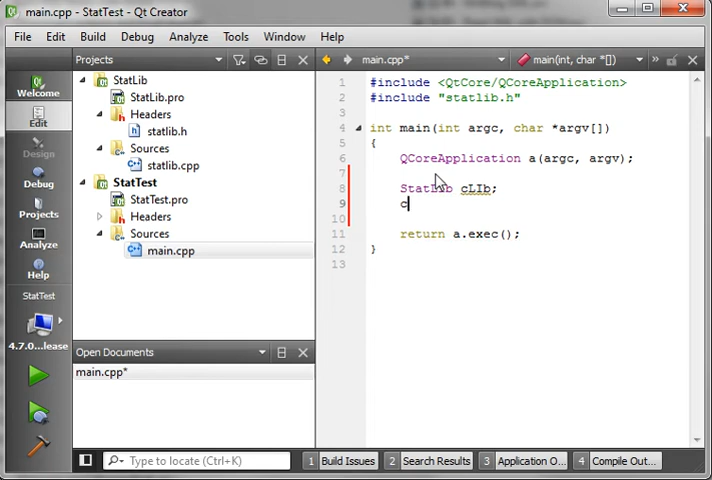 main.cpp - StatTest - Qt Creator
File Edit Build Debug Analyze Tools Window Help
Projects
main.cpp* main(int, char *[])
Welcome
Edit
Design
Debug
Projects
Analyze
Help
StatTest
4.7.0...lease
StatLib
StatLib.pro
Headers
statlib.h
Sources
statlib.cpp
StatTest
StatTest.pro
Headers
Sources
main.cpp
Open Documents
main.cpp*
1 #include <QtCore/QCoreApplication>
2 #include "statlib.h"
3
4 int main(int argc, char *argv[])
5 {
6 QCoreApplication a(argc, argv);
7
8 StatLib cLIb;
9 c
10
11 return a.exec();
12 }
13
Type to locate (Ctrl+K) 1 Build Issues 2 Search Results 3 Application O... 4 Compile Out...